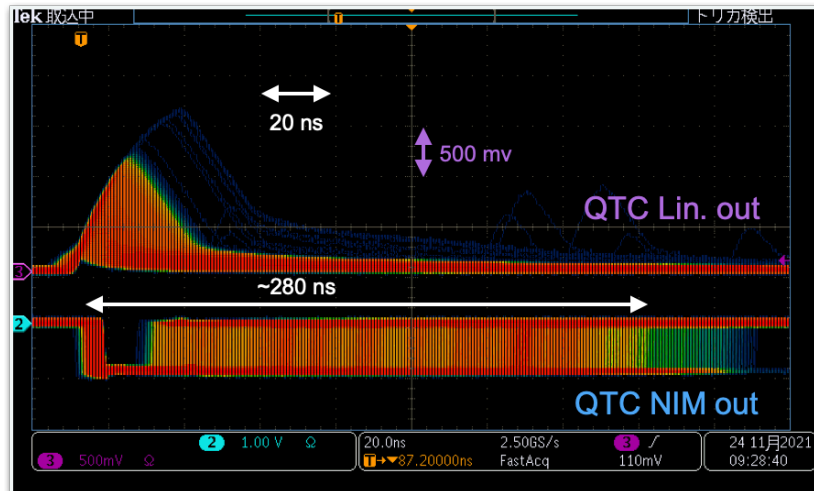 Tek 取込中
トリガ検出
T
T
20 ns
500 mv
QTC Lin. out
3
~280 ns
2
QTC NIM out
2 1.00 V Ω
3 500mV Ω
20.0ns 2.50GS/s 3 ∫
T→▼87.20000ns FastAcq 110mV
24 11月2021
09:28:40